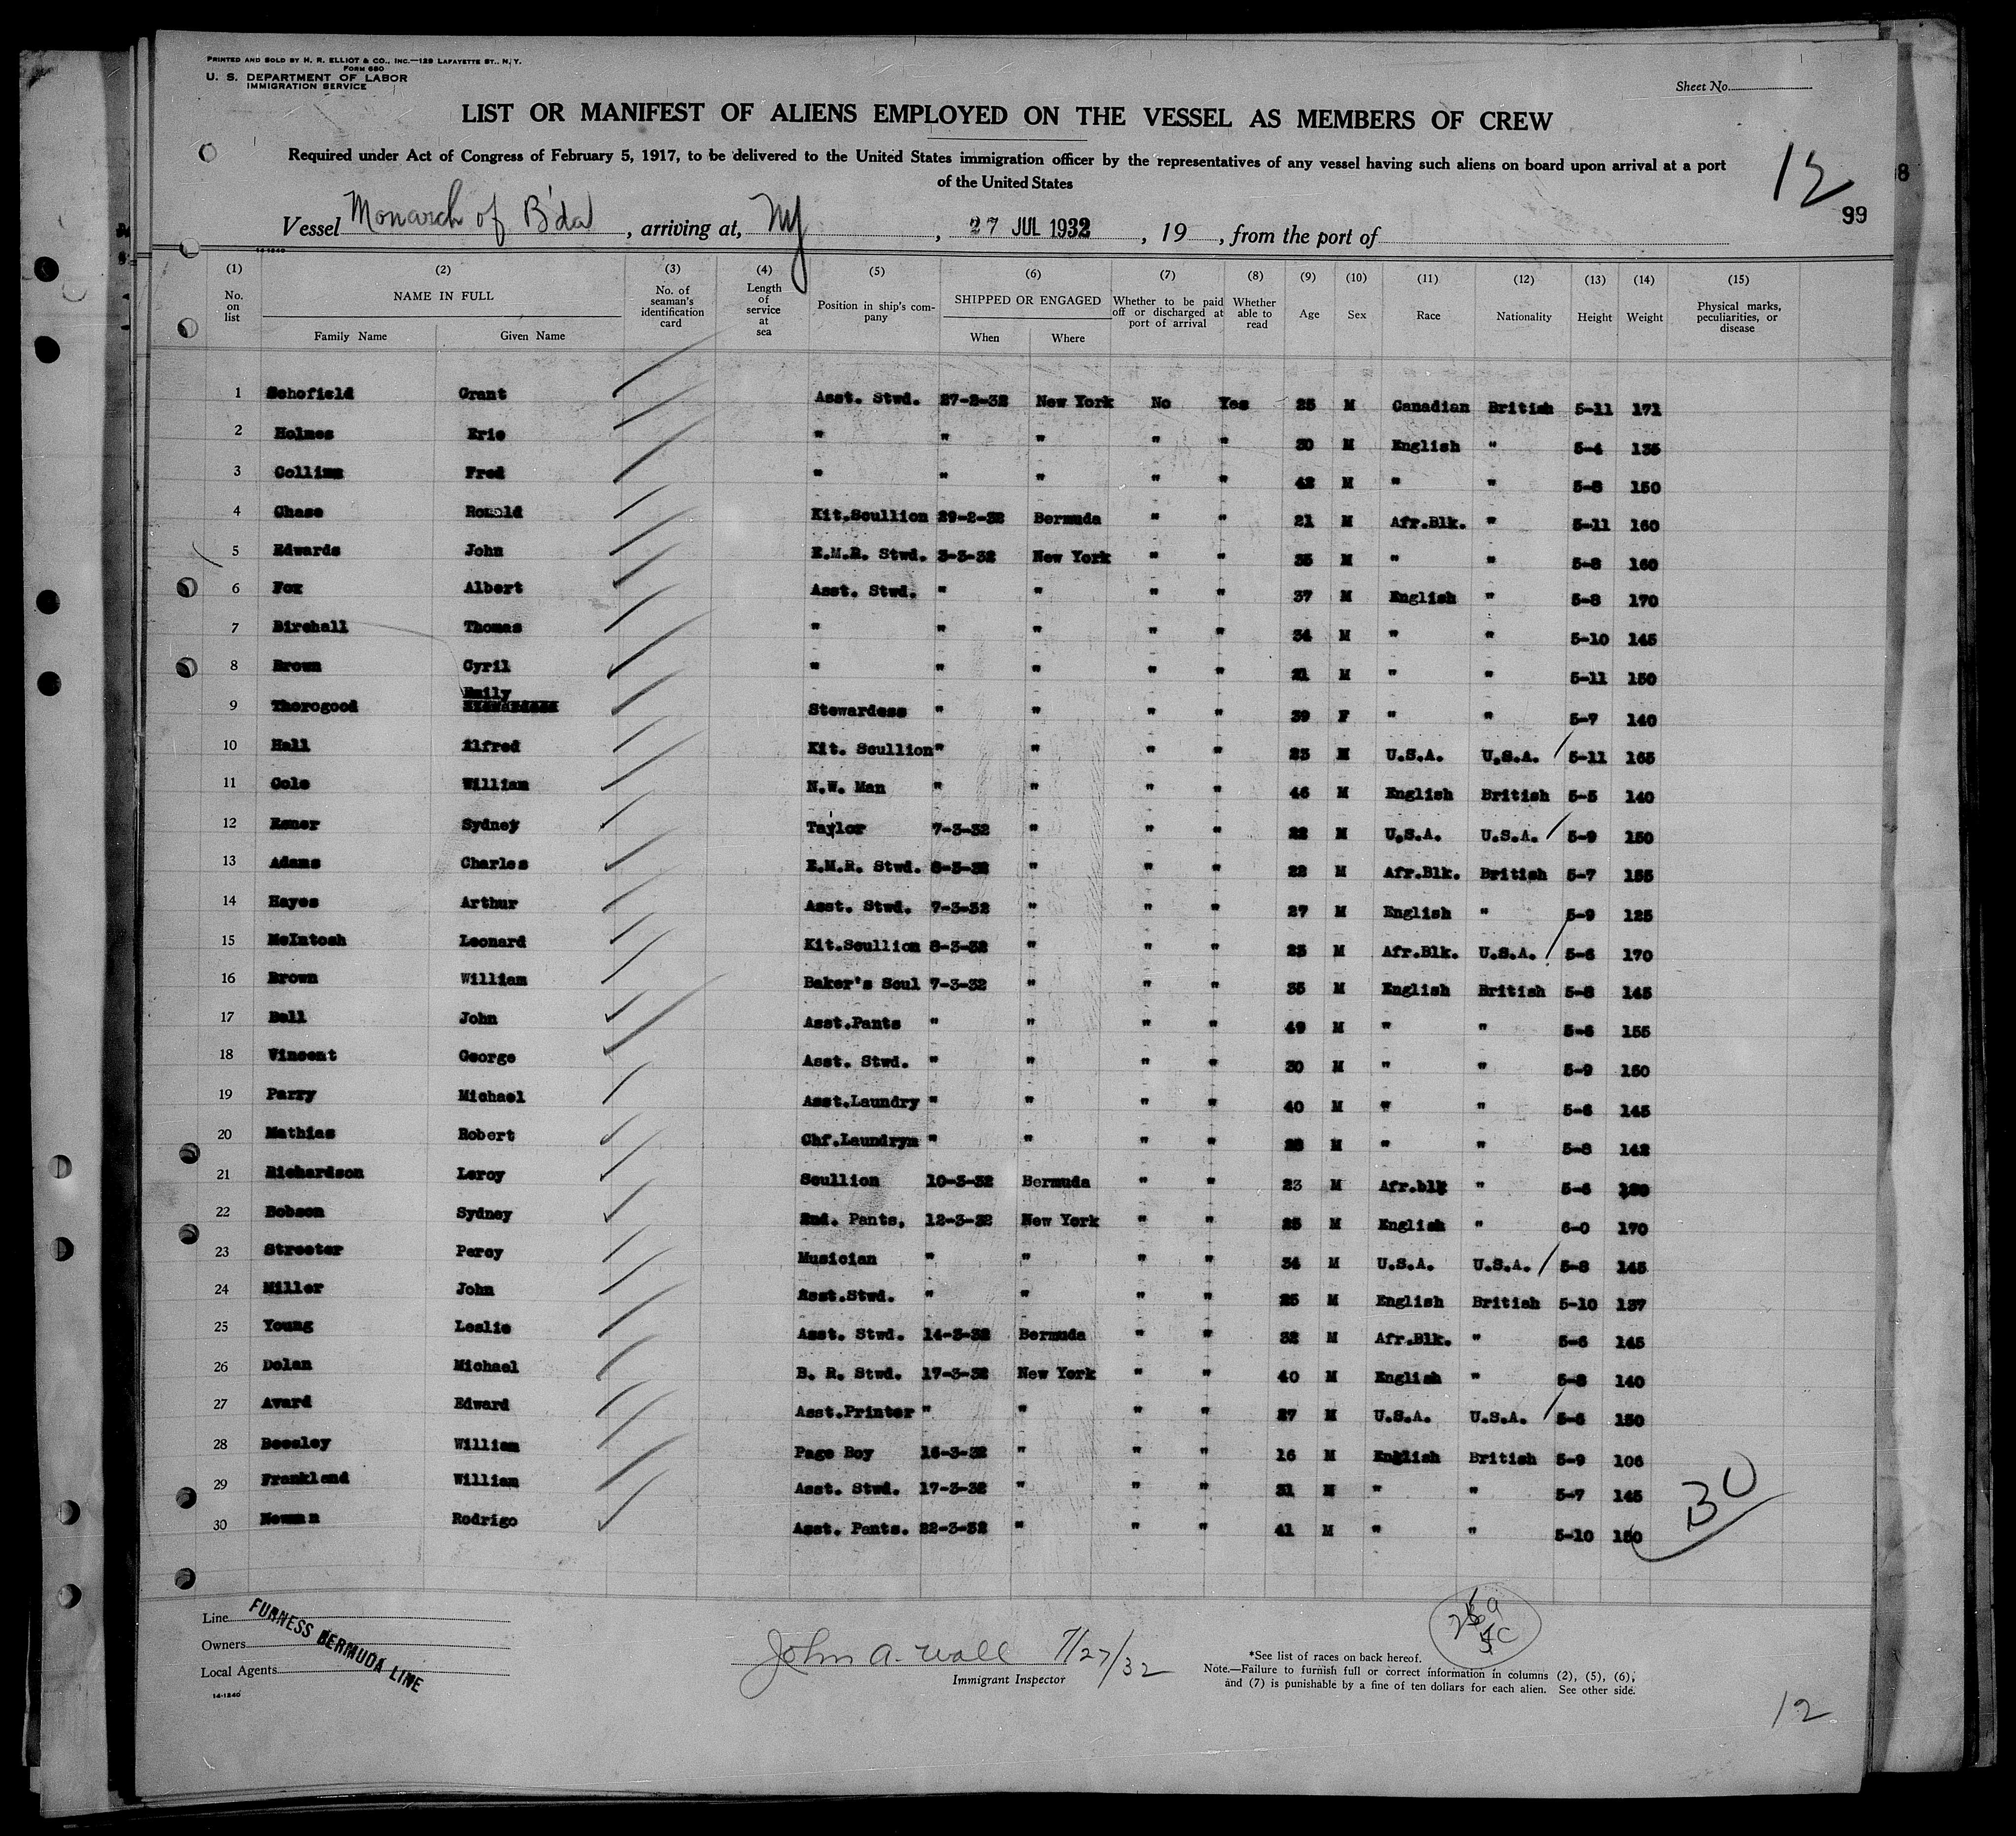 PRINTED AND SOLD BY H. R. ELLIOT & CO., INC.—129 LAFAYETTE ST., N. Y.
FORM 680
U. S. DEPARTMENT OF LABOR
IMMIGRATION SERVICE
Sheet No.
LIST OR MANIFEST OF ALIENS EMPLOYED ON THE VESSEL AS MEMBERS OF CREW
Required under Act of Congress of February 5, 1917, to be delivered to the United States immigration officer by the representatives of any vessel having such aliens on board upon arrival at a port
of the United States
12
8
99
Vessel Monarch of B'da, arriving at, NY, 27 JUL 1932, 19, from the port of
14-1240
(1) (2) (3) (4) (5) (6) (7) (8) (9) (10) (11) (12) (13) (14) (15)
No. on list NAME IN FULL Family Name Given Name No. of seaman's identification card Length of service at sea Position in ship's company SHIPPED OR ENGAGED When Where Whether to be paid off or discharged at port of arrival Whether able to read Age Sex Race Nationality Height Weight Physical marks, peculiarities, or disease
1 Schofield Grant Asst. Stwd. 27-2-32 New York No Yes 25 M Canadian British 5-11 171
2 Holmes Eric " " " " " 30 M English " 5-4 135
3 Collins Fred " " " " " 42 M " " 5-8 150
4 Chase Ronald Kit.Scullion 29-2-32 Bermuda " " 21 M Afr.Blk. " 5-11 160
5 Edwards John E.M.R. Stwd. 3-3-32 New York " " 35 M " " 5-8 160
6 Fox Albert Asst. Stwd. " " " " 37 M English " 5-8 170
7 Birchall Thomas " " " " " 34 M " " 5-10 145
8 Brown Cyril " " " " " 21 M " " 5-11 150
9 Thorogood Emily Stewardess " " " " 39 F " " 5-7 140
10 Hall Alfred Kit. Scullion " " " " 23 M U.S.A. U.S.A. 5-11 165
11 Cole William N.W. Man " " " " 46 M English British 5-5 140
12 Esner Sydney Taylor 7-3-32 " " " 22 M U.S.A. U.S.A. 5-9 150
13 Adams Charles E.M.R. Stwd. 8-3-32 " " " 22 M Afr.Blk. British 5-7 155
14 Hayes Arthur Asst. Stwd. 7-3-32 " " " 27 M English " 5-9 125
15 McIntosh Leonard Kit.Scullion 8-3-32 " " " 23 M Afr.Blk. U.S.A. 5-6 170
16 Brown William Baker's Scul 7-3-32 " " " 35 M English British 5-8 145
17 Ball John Asst.Pants " " " " 49 M " " 5-6 155
18 Vincent George Asst. Stwd. " " " " 30 M " " 5-9 160
19 Parry Michael Asst.Laundry " " " " 40 M " " 5-6 145
20 Mathias Robert Chf.Laundrym " " " " 28 M " " 5-8 142
21 Richardson Leroy Scullion 10-3-32 Bermuda " " 23 M Afr.blk " 5-6
22 Bobson Sydney 2nd. Pants. 12-3-32 New York " " 25 M English " 6-0 170
23 Streeter Percy Musician " " " " 34 M U.S.A. U.S.A. 5-8 145
24 Miller John Asst.Stwd. " " " " 25 M English British 5-10 137
25 Young Leslie Asst. Stwd. 14-3-32 Bermuda " " 32 M Afr.Blk. " 5-6 145
26 Dolan Michael B. R. Stwd. 17-3-32 New York " " 40 M English " 5-8 140
27 Avard Edward Asst.Printer " " " " 27 M U.S.A. U.S.A. 5-6 150
28 Beesley William Page Boy 16-3-32 " " " 16 M English British 5-9 106
29 Frankland William Asst. Stwd. 17-3-32 " " " 31 M " " 5-7 145
30 Newman Rodrigo Asst. Pants. 22-3-32 " " " 41 M " " 5-10 150
30
Line
Owners
Local Agents
FURNESS BERMUDA LINE
14-1240
John A. Wall 7/27/32
Immigrant Inspector
*See list of races on back hereof.
Note.—Failure to furnish full or correct information in columns (2), (5), (6),
and (7) is punishable by a fine of ten dollars for each alien. See other side.
12